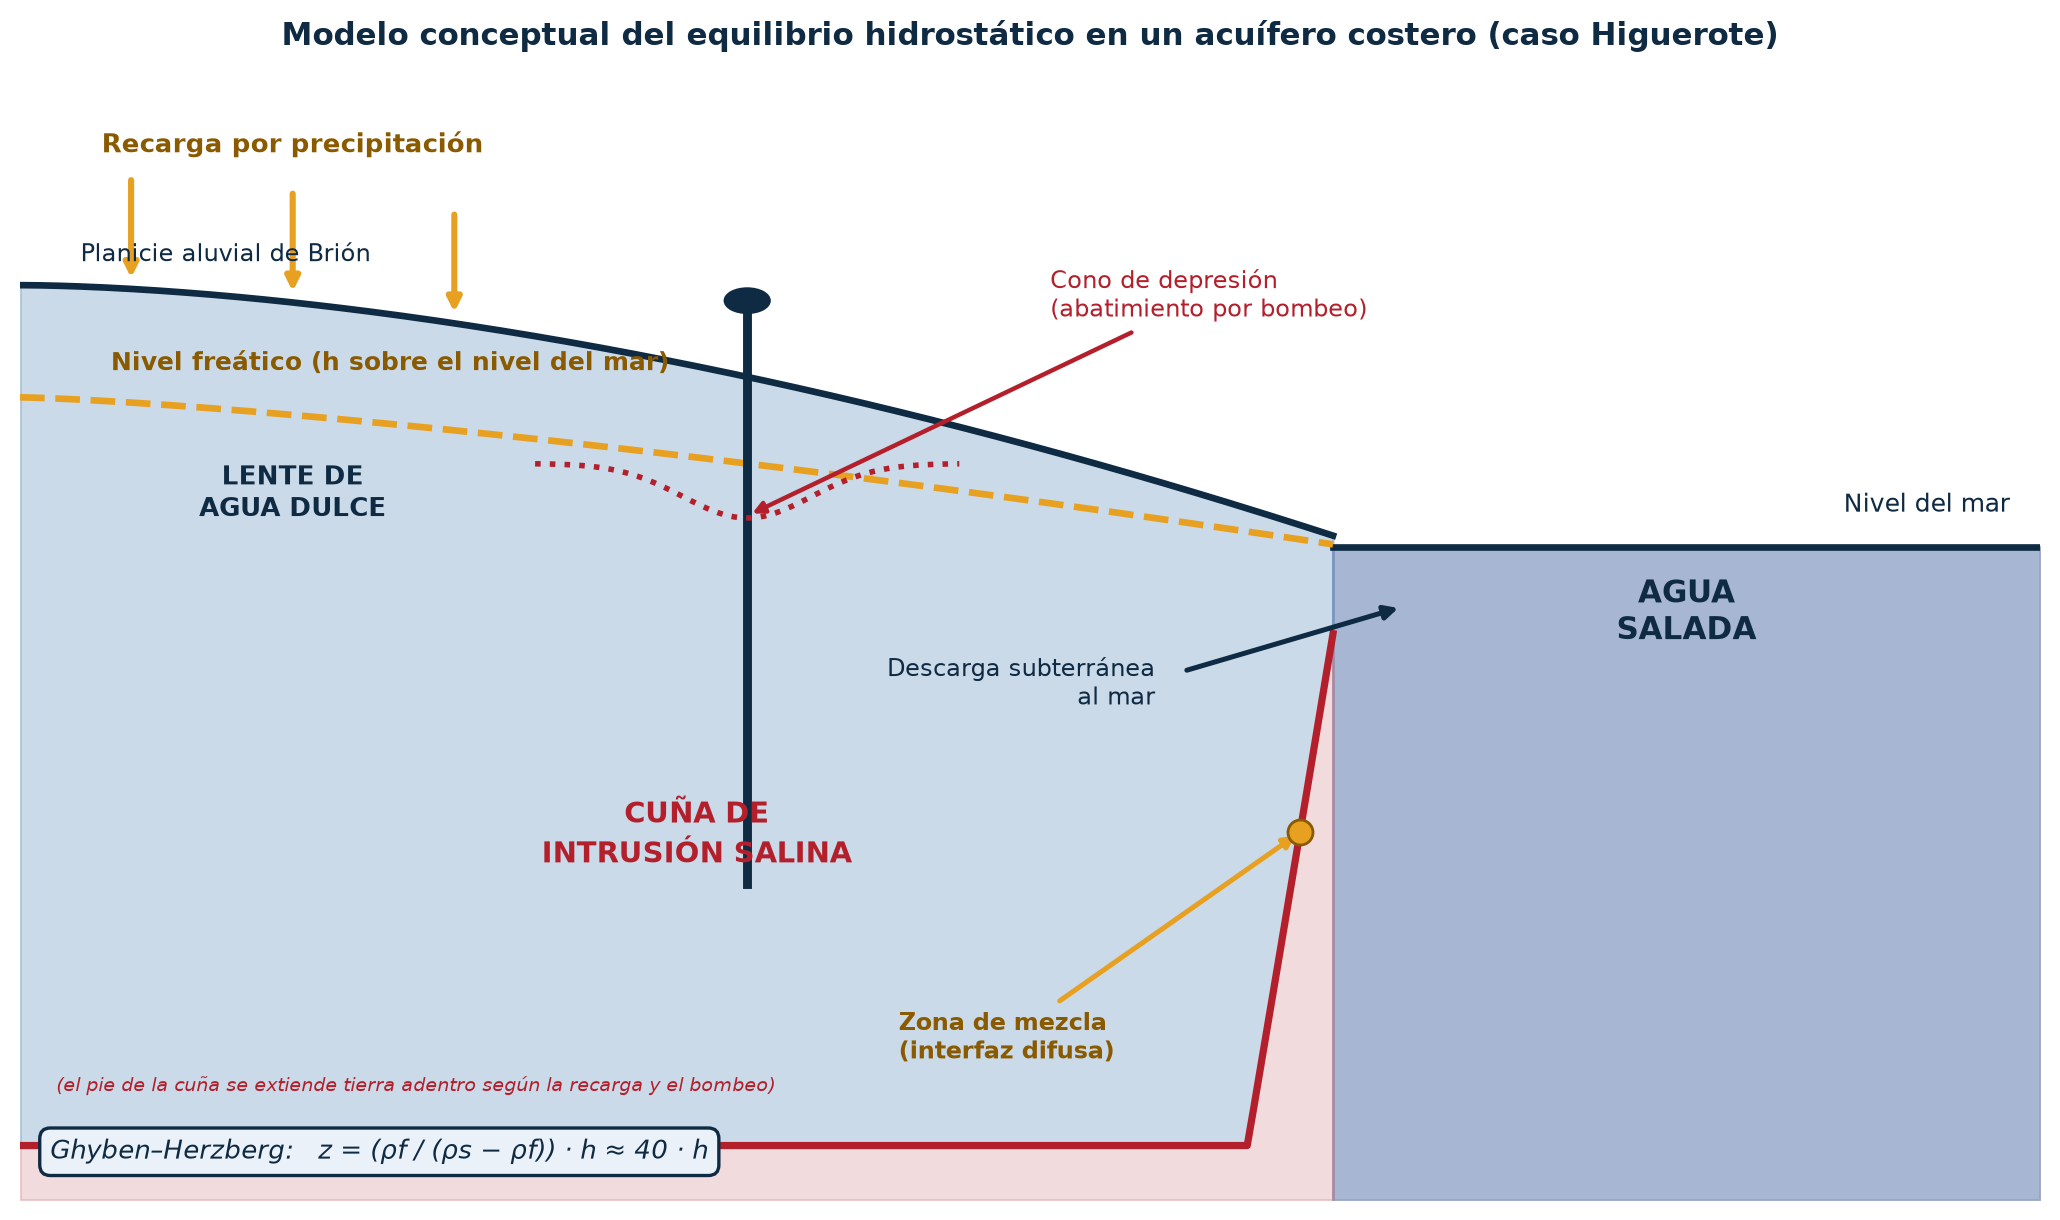 Modelo conceptual del equilibrio hidrostático en un acuífero costero (caso Higuerote)
Recarga por precipitación
Planicie aluvial de Brión
Cono de depresión
(abatimiento por bombeo)
Nivel freático (h sobre el nivel del mar)
LENTE DE
AGUA DULCE
Nivel del mar
AGUA
SALADA
Descarga subterránea
al mar
CUÑA DE
INTRUSIÓN SALINA
Zona de mezcla
(interfaz difusa)
(el pie de la cuña se extiende tierra adentro según la recarga y el bombeo)
Ghyben–Herzberg: z = (ρf / (ρs − ρf)) · h ≈ 40 · h